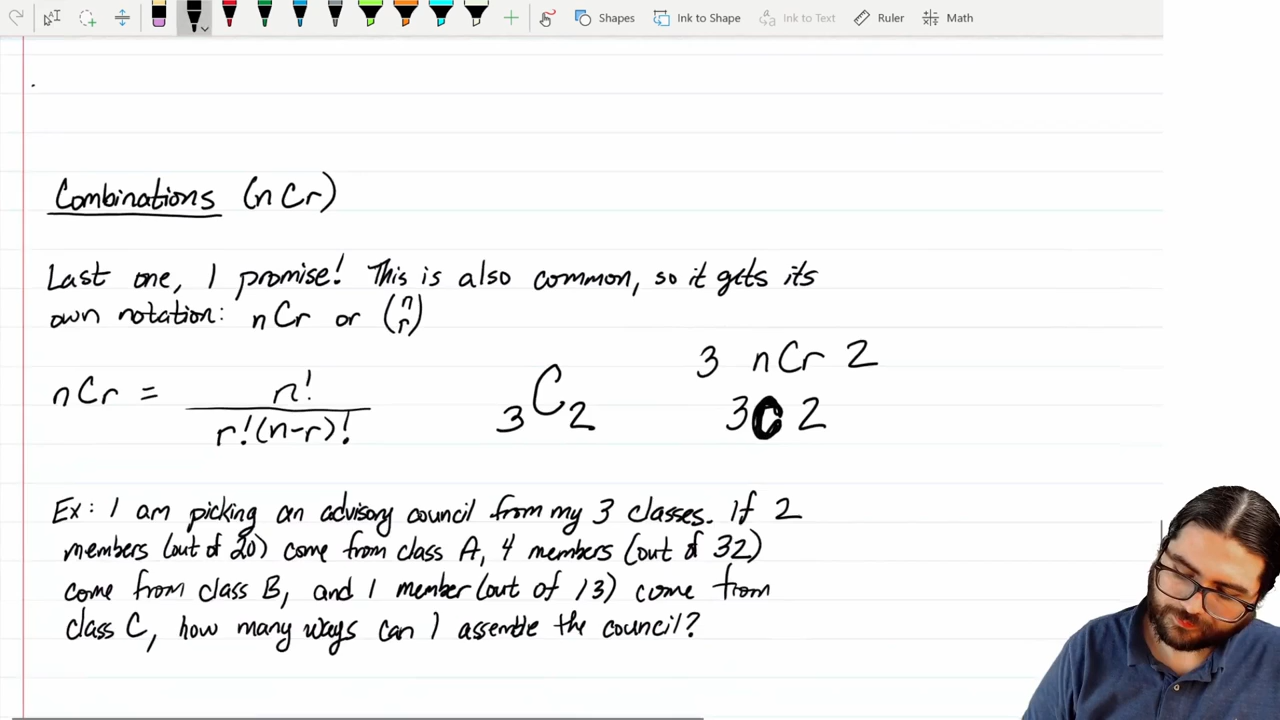 Shapes Ink to Shape Ink to Text Ruler Math
Combinations (nCr)
Last one, I promise! This is also common, so it gets its
own notation: nCr or (n r)
nCr = n! / r!(n-r)!
3C2
3 nCr 2
3C2
Ex: I am picking an advisory council from my 3 classes. If 2
members (out of 20) come from class A, 4 members (out of 32)
come from class B, and 1 member (out of 13) come from
class C, how many ways can I assemble the council?